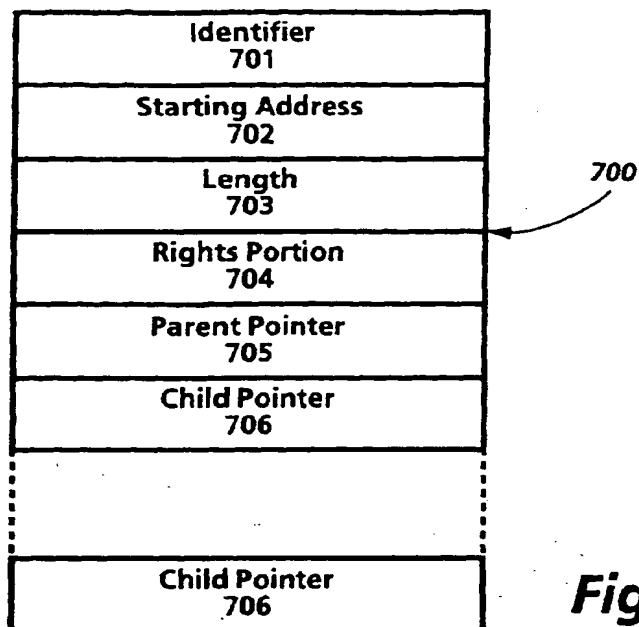 Identifier
701
Starting Address
702
Length
703
700
Rights Portion
704
Parent Pointer
705
Child Pointer
706
Child Pointer
706
Fig